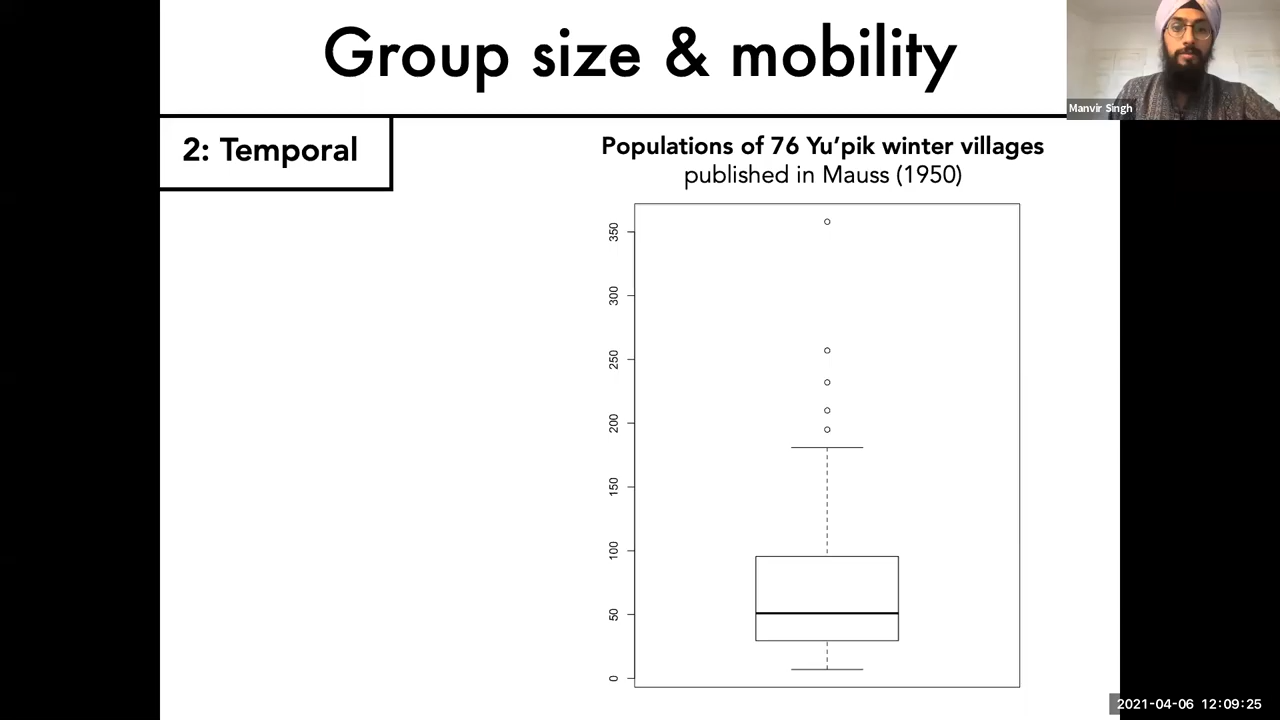 Group size & mobility
Manvir Singh
2: Temporal
Populations of 76 Yu’pik winter villages
published in Mauss (1950)
350
300
250
200
150
100
50
0
2021-04-06 12:09:25